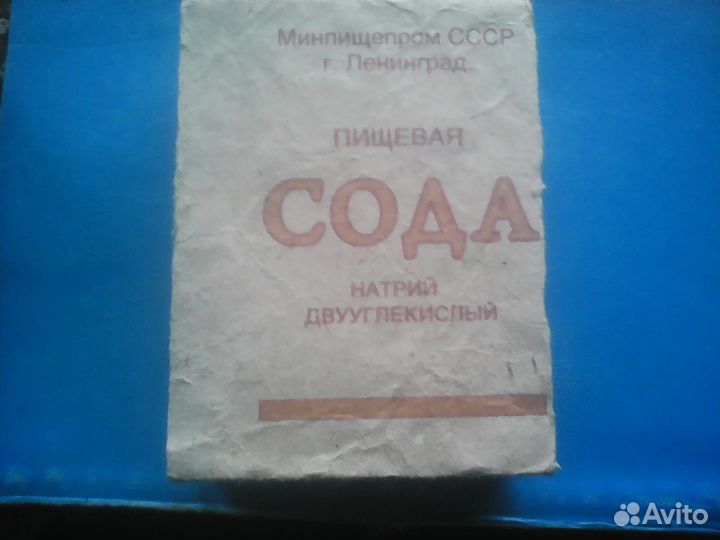 Минпищепром СССР
г. Ленинград
ПИЩЕВАЯ
СОДА
НАТРИЙ
ДВУУГЛЕКИСЛЫЙ
Avito